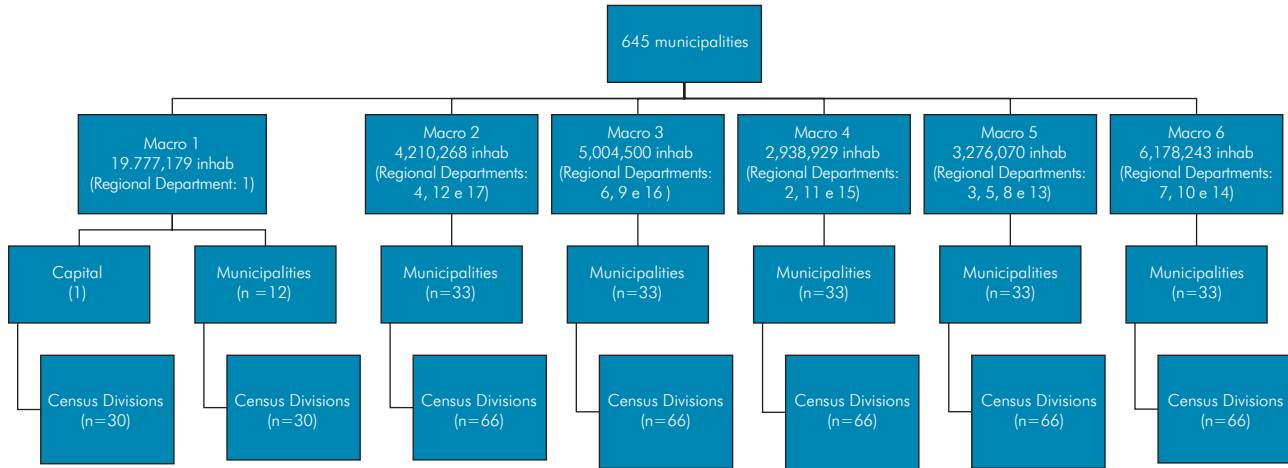 645 municipalities
Macro 1
19.777,179 inhab
(Regional Department: 1)
Macro 2
4,210,268 inhab
(Regional Departments:
4, 12 e 17)
Macro 3
5,004,500 inhab
(Regional Departments:
6, 9 e 16 )
Macro 4
2,938,929 inhab
(Regional Departments:
2, 11 e 15)
Macro 5
3,276,070 inhab
(Regional Departments:
3, 5, 8 e 13)
Macro 6
6,178,243 inhab
(Regional Departments:
7, 10 e 14)
Capital
(1)
Municipalities
(n =12)
Municipalities
(n=33)
Municipalities
(n=33)
Municipalities
(n=33)
Municipalities
(n=33)
Municipalities
(n=33)
Census Divisions
(n=30)
Census Divisions
(n=30)
Census Divisions
(n=66)
Census Divisions
(n=66)
Census Divisions
(n=66)
Census Divisions
(n=66)
Census Divisions
(n=66)